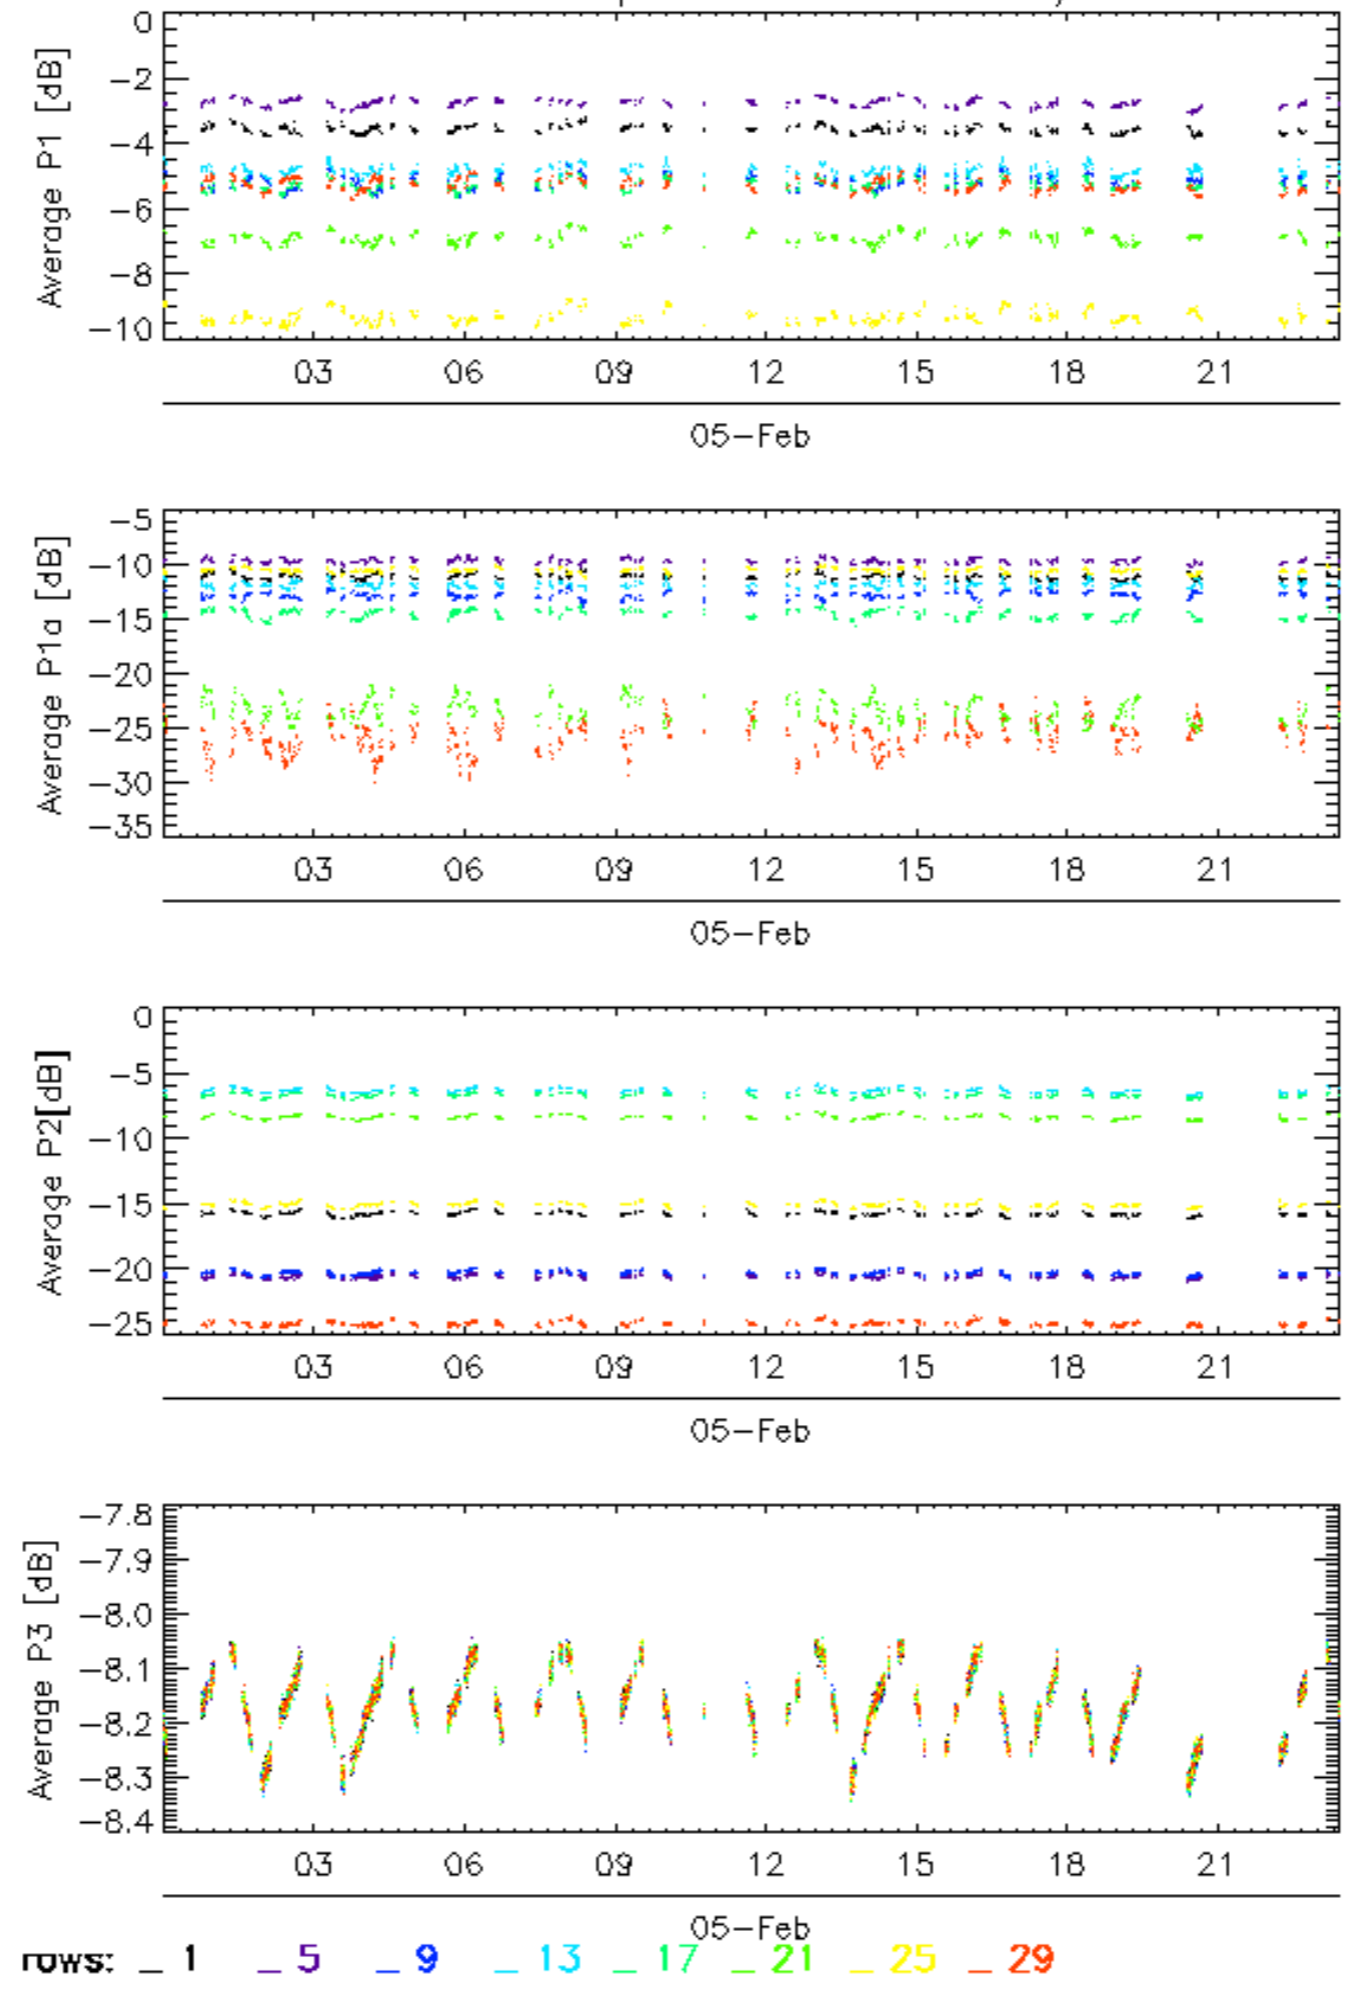 Average P1 [dB]
0
−2
−4
−6
−8
−10
03 06 09 12 15 18 21
05−Feb
Average P1a [dB]
−5
−10
−15
−20
−25
−30
−35
03 06 09 12 15 18 21
05−Feb
Average P2[dB]
0
−5
−10
−15
−20
−25
03 06 09 12 15 18 21
05−Feb
Average P3 [dB]
−7.8
−7.9
−8.0
−8.1
−8.2
−8.3
−8.4
03 06 09 12 15 18 21
05−Feb
rows: _ 1 _ 5 _ 9 _ 13 _ 17 _ 21 _ 25 _ 29